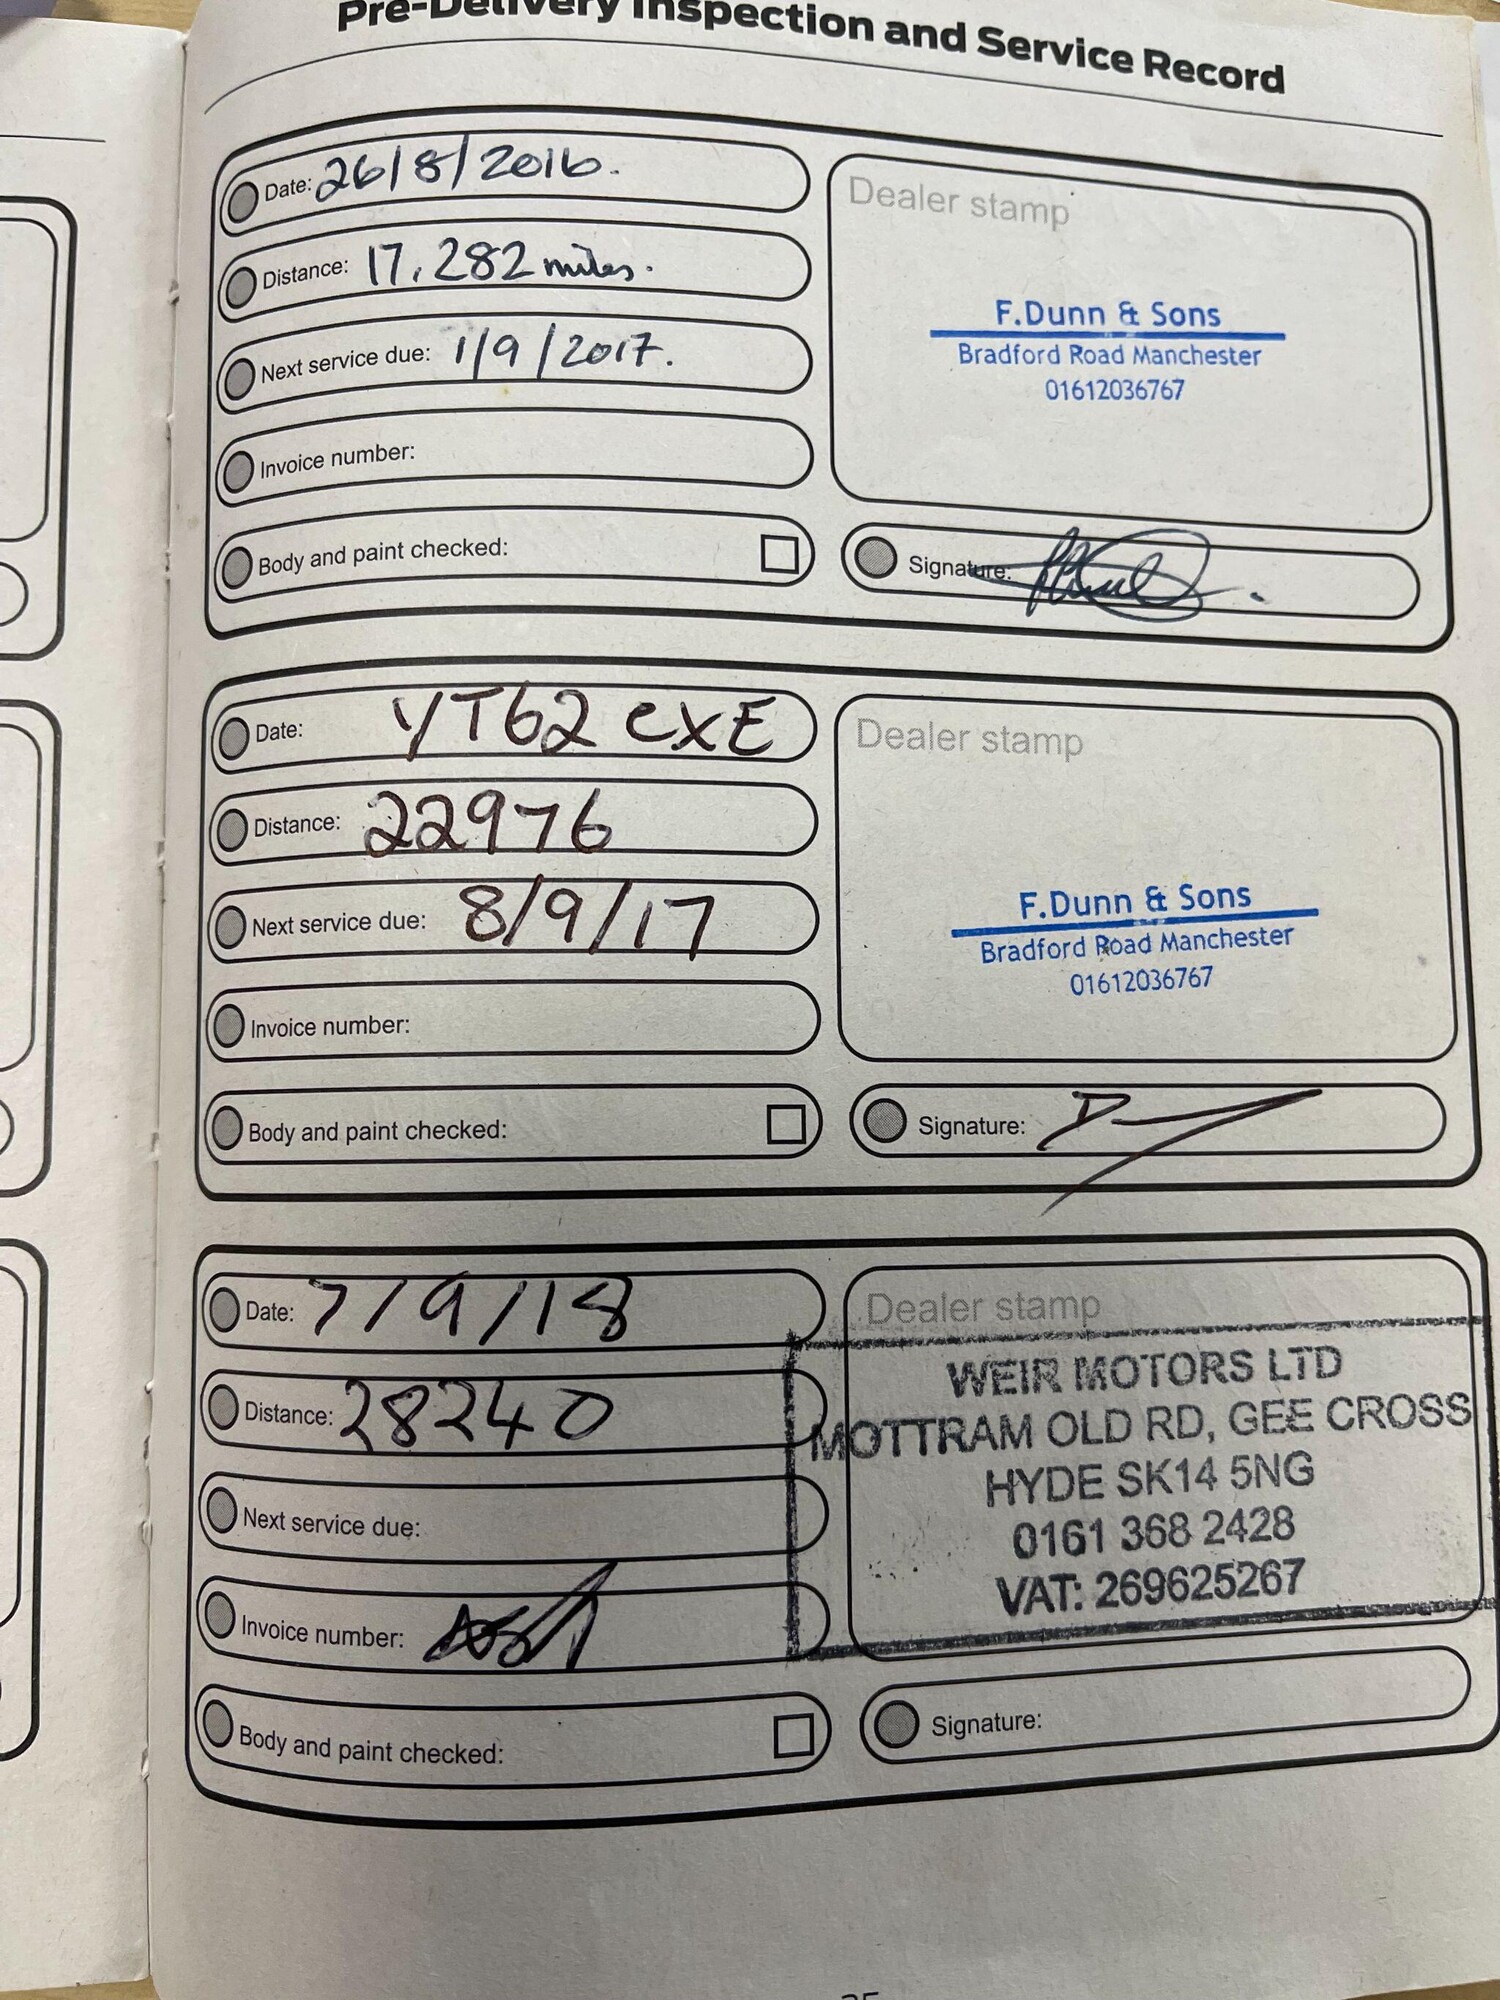 Pre-Delivery Inspection and Service Record
Date: 26/8/2016.
Distance: 17,282 miles.
Next service due: 1/9/2017.
Invoice number:
Body and paint checked:
Dealer stamp
F.Dunn & Sons
Bradford Road Manchester
01612036767
Signature:
Date: YT62 CXE
Distance: 22976
Next service due: 8/9/17
Invoice number:
Body and paint checked:
Dealer stamp
F.Dunn & Sons
Bradford Road Manchester
01612036767
Signature:
Date: 7/9/18
Distance: 28240
Next service due:
Invoice number:
Body and paint checked:
Dealer stamp
WEIR MOTORS LTD
MOTTRAM OLD RD, GEE CROSS
HYDE SK14 5NG
0161 368 2428
VAT: 269625267
Signature: